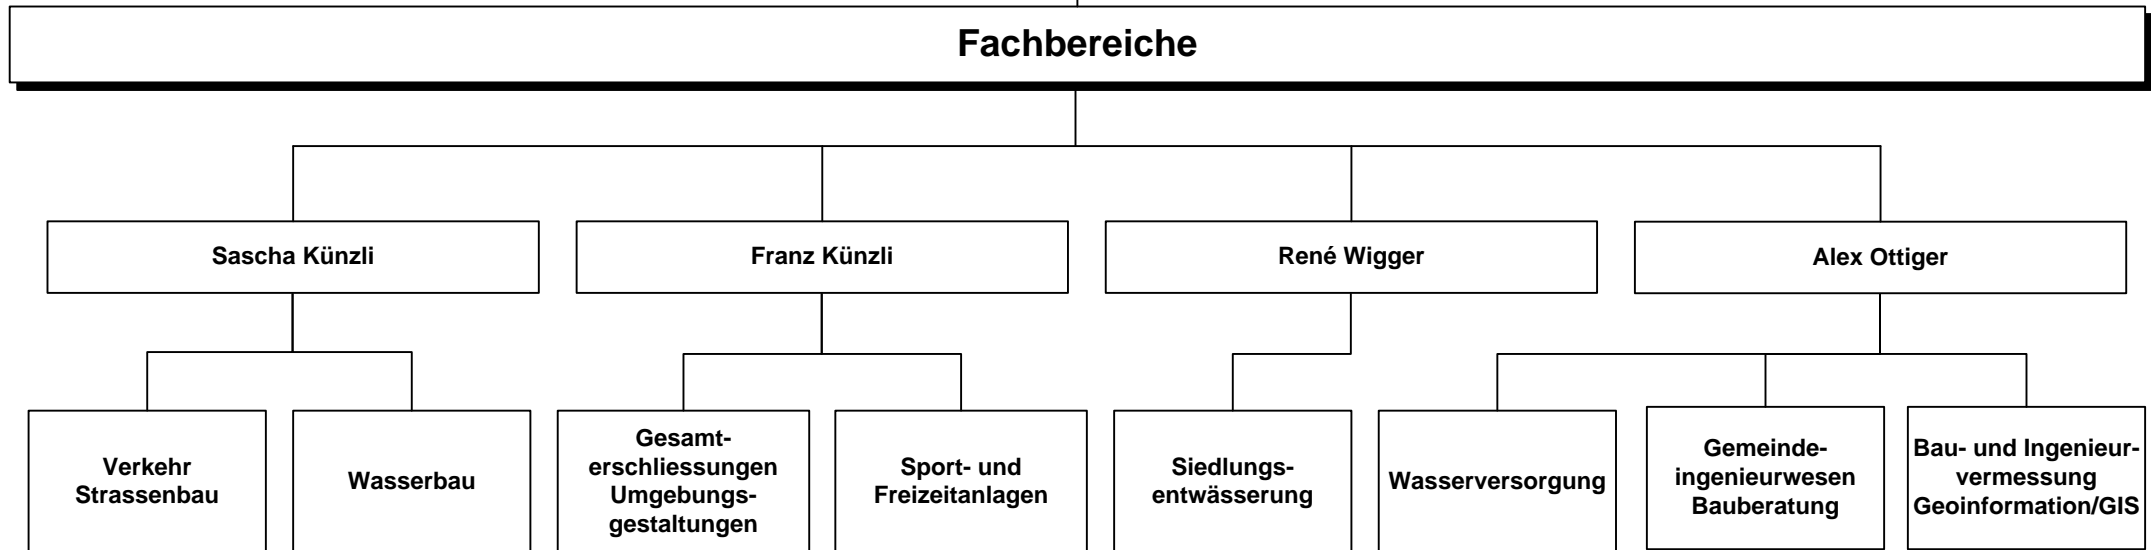 Fachbereiche
Sascha Künzli
Franz Künzli
René Wigger
Alex Ottiger
Verkehr
Strassenbau
Wasserbau
Gesamt-
erschliessungen
Umgebungs-
gestaltungen
Sport- und
Freizeitanlagen
Siedlungs-
entwässerung
Wasserversorgung
Gemeinde-
ingenieurwesen
Bauberatung
Bau- und Ingenieur-
vermessung
Geoinformation/GIS